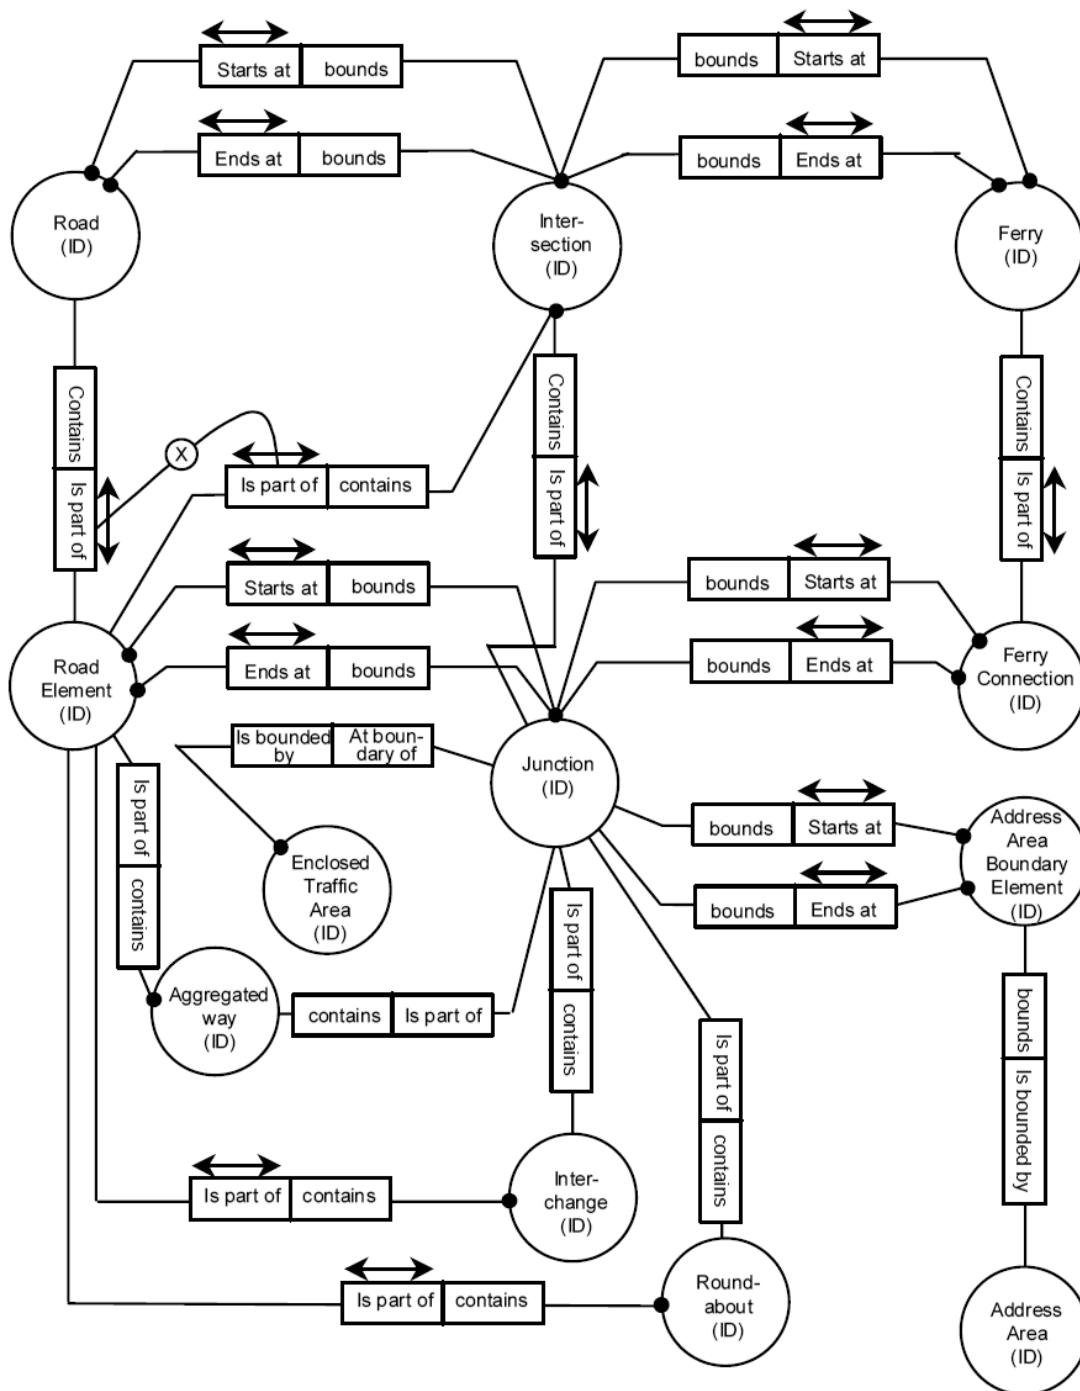 Starts at
bounds
bounds
Starts at
Ends at
bounds
bounds
Ends at
Road
(ID)
Inter-
section
(ID)
Ferry
(ID)
Contains
Is part of
X
Is part of
contains
Contains
Is part of
Contains
Is part of
Starts at
bounds
bounds
Starts at
Ends at
bounds
bounds
Ends at
Road
Element
(ID)
Ferry
Connection
(ID)
Is bounded
by
At boun-
dary of
Junction
(ID)
Is part of
contains
bounds
Starts at
bounds
Ends at
Address
Area
Boundary
Element
(ID)
Enclosed
Traffic
Area
(ID)
Is part of
contains
Aggregated
way
(ID)
contains
Is part of
bounds
Is bounded by
Is part of
contains
Is part of
contains
Inter-
change
(ID)
Is part of
contains
Round-
about
(ID)
Address
Area
(ID)